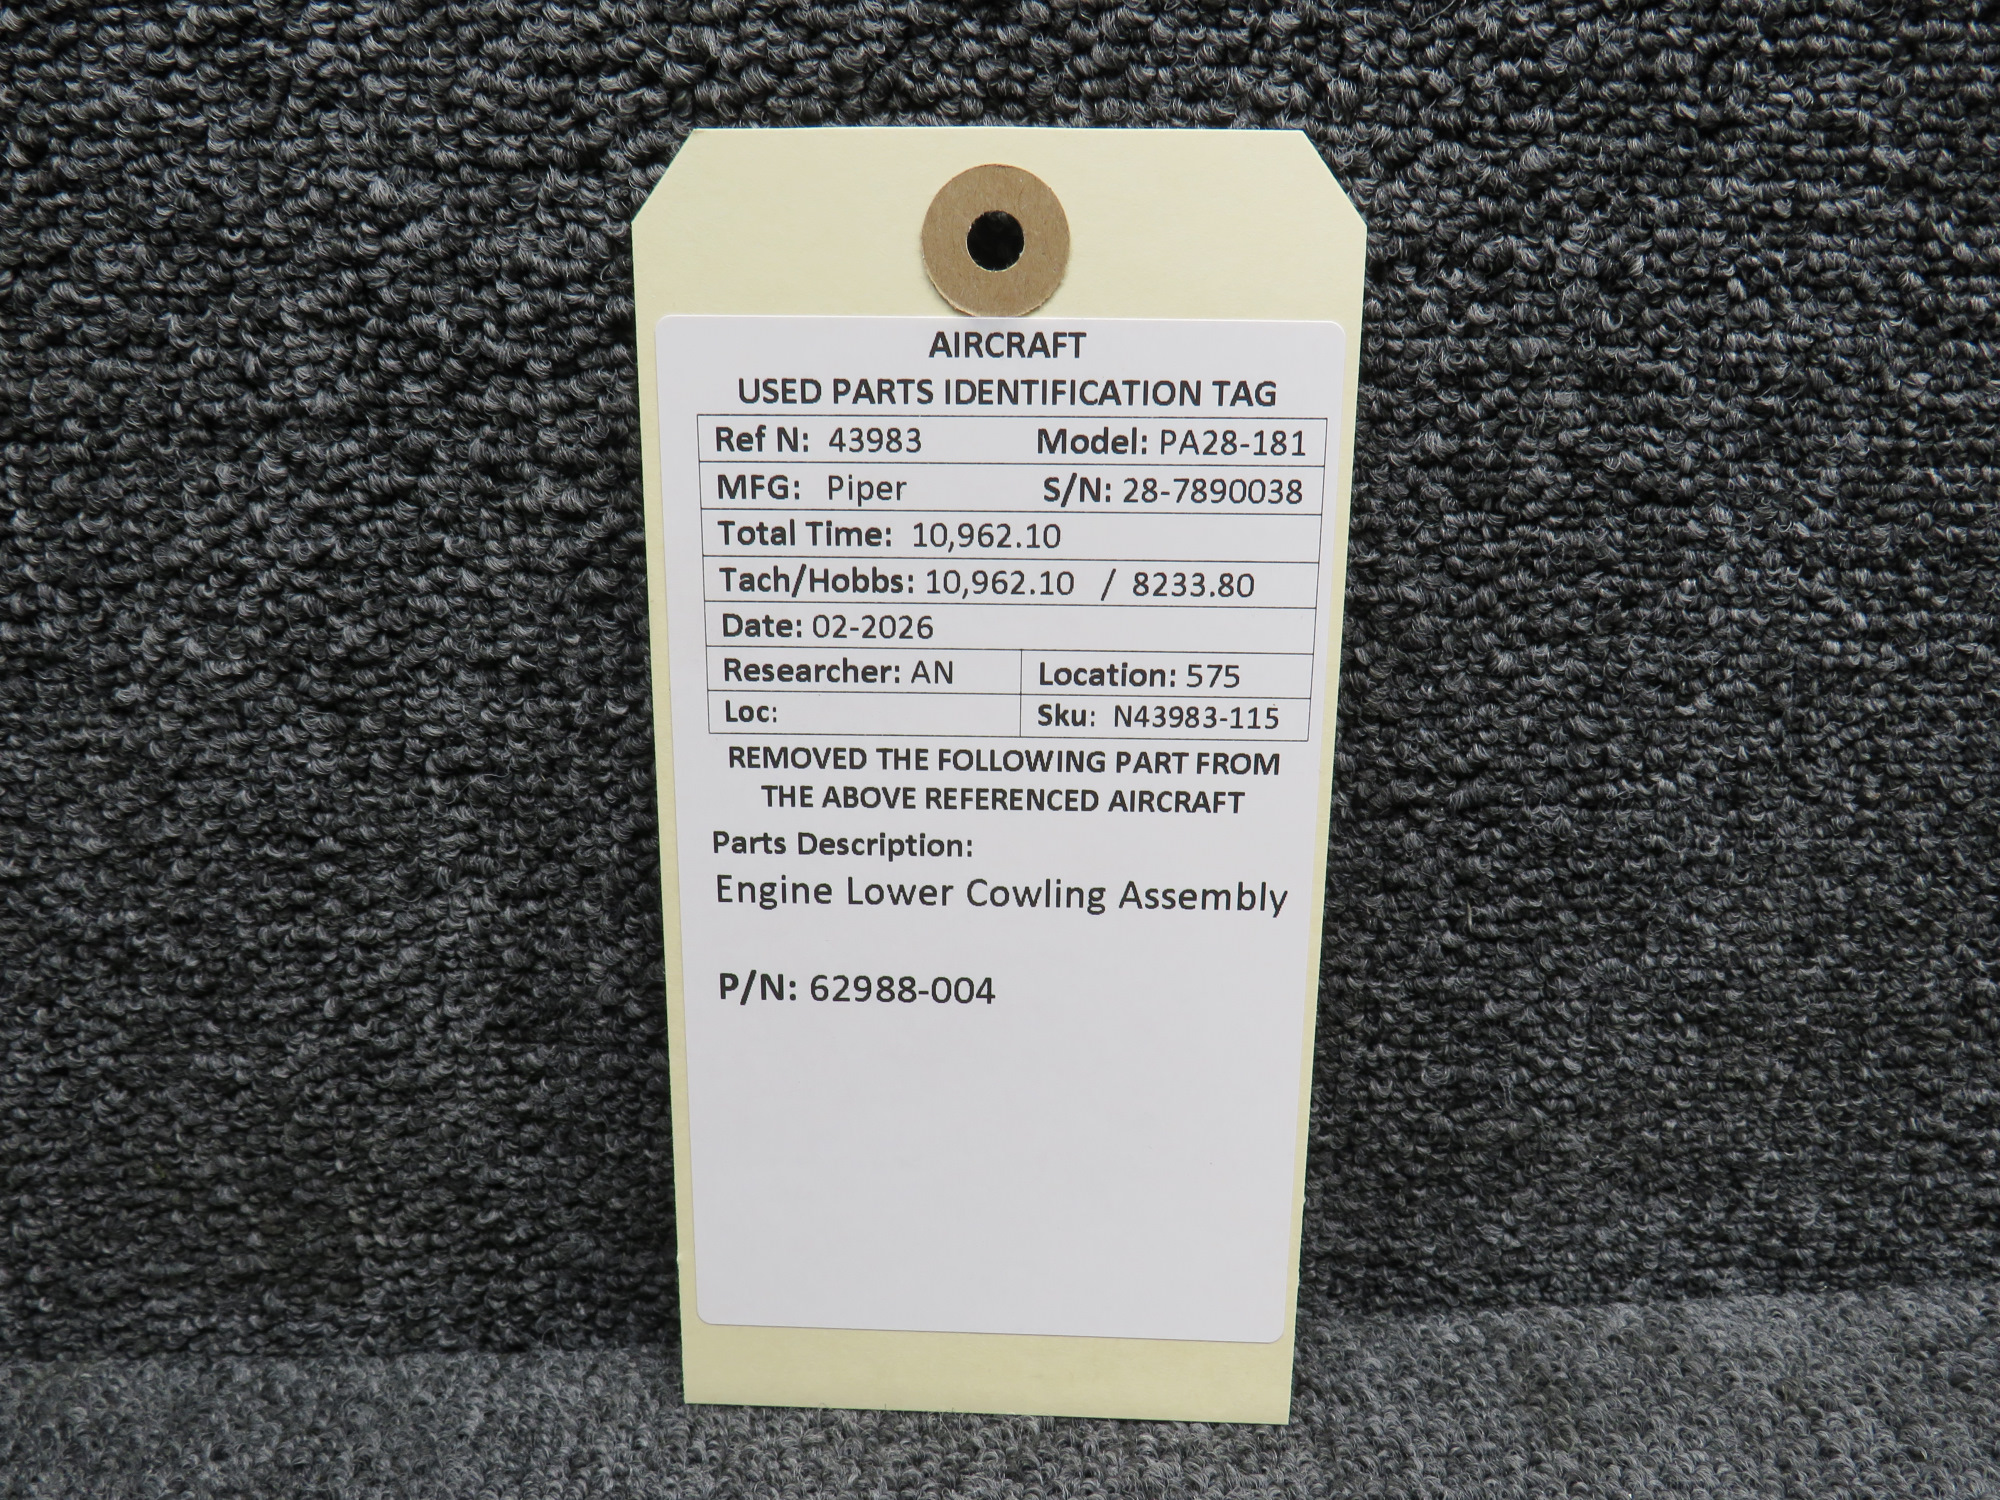 AIRCRAFT
USED PARTS IDENTIFICATION TAG
Ref N: 43983 Model: PA28-181
MFG: Piper S/N: 28-7890038
Total Time: 10,962.10
Tach/Hobbs: 10,962.10 / 8233.80
Date: 02-2026
Researcher: AN Location: 575
Loc: Sku: N43983-115
REMOVED THE FOLLOWING PART FROM
THE ABOVE REFERENCED AIRCRAFT
Parts Description:
Engine Lower Cowling Assembly
P/N: 62988-004